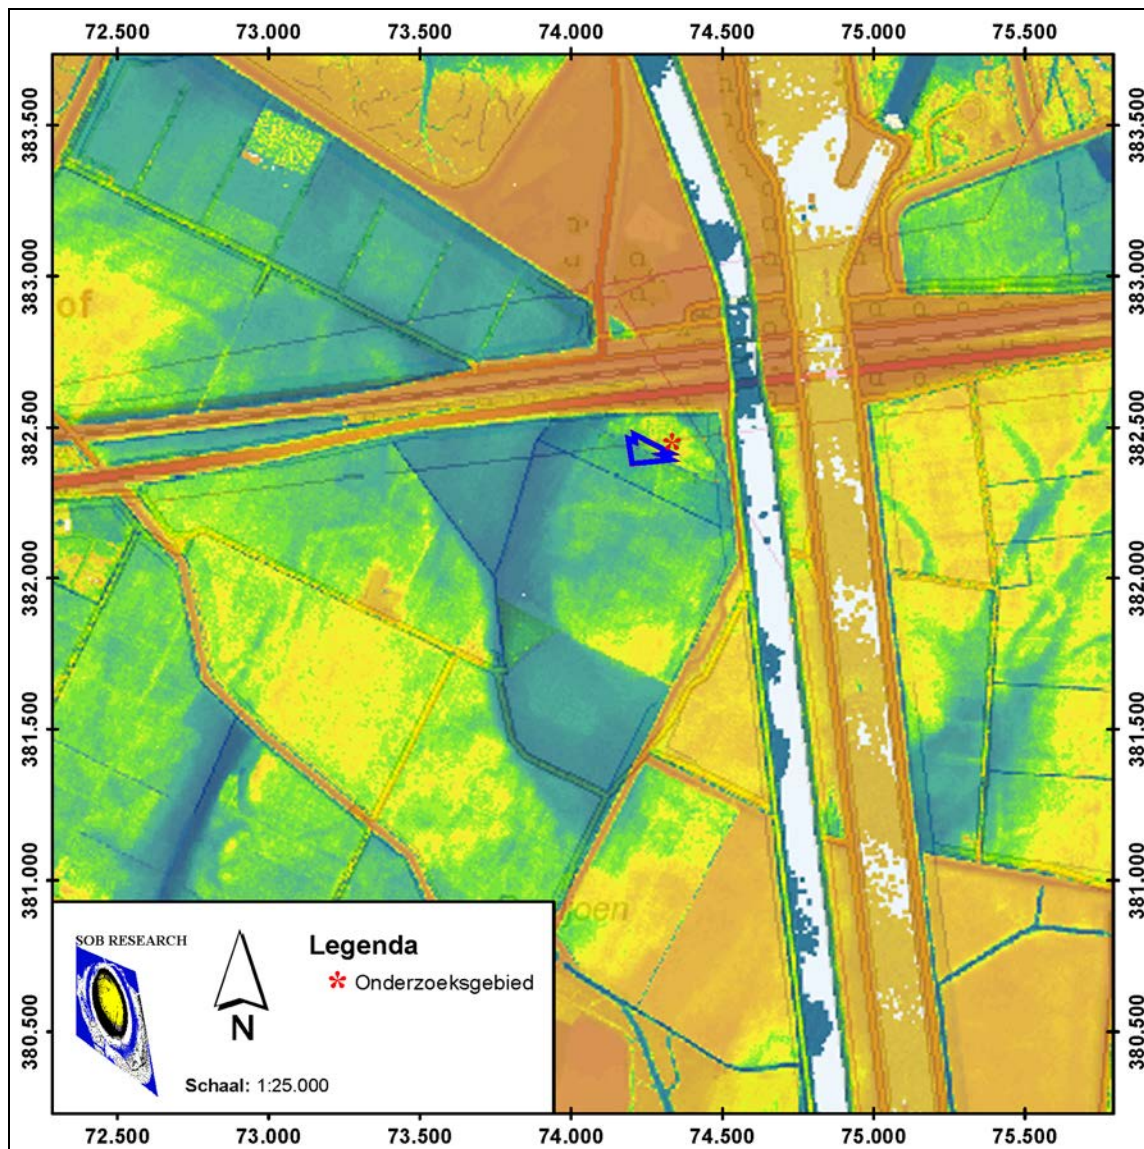 72.500 73.000 73.500 74.000 74.500 75.000 75.500
383.500 383.500
383.000 383.000
of
382.500 382.500
382.000 382.000
381.500 381.500
381.000 381.000
joen
380.500 380.500
SOB RESEARCH
N
Legenda
* Onderzoeksgebied
Schaal: 1:25.000
72.500 73.000 73.500 74.000 74.500 75.000 75.500